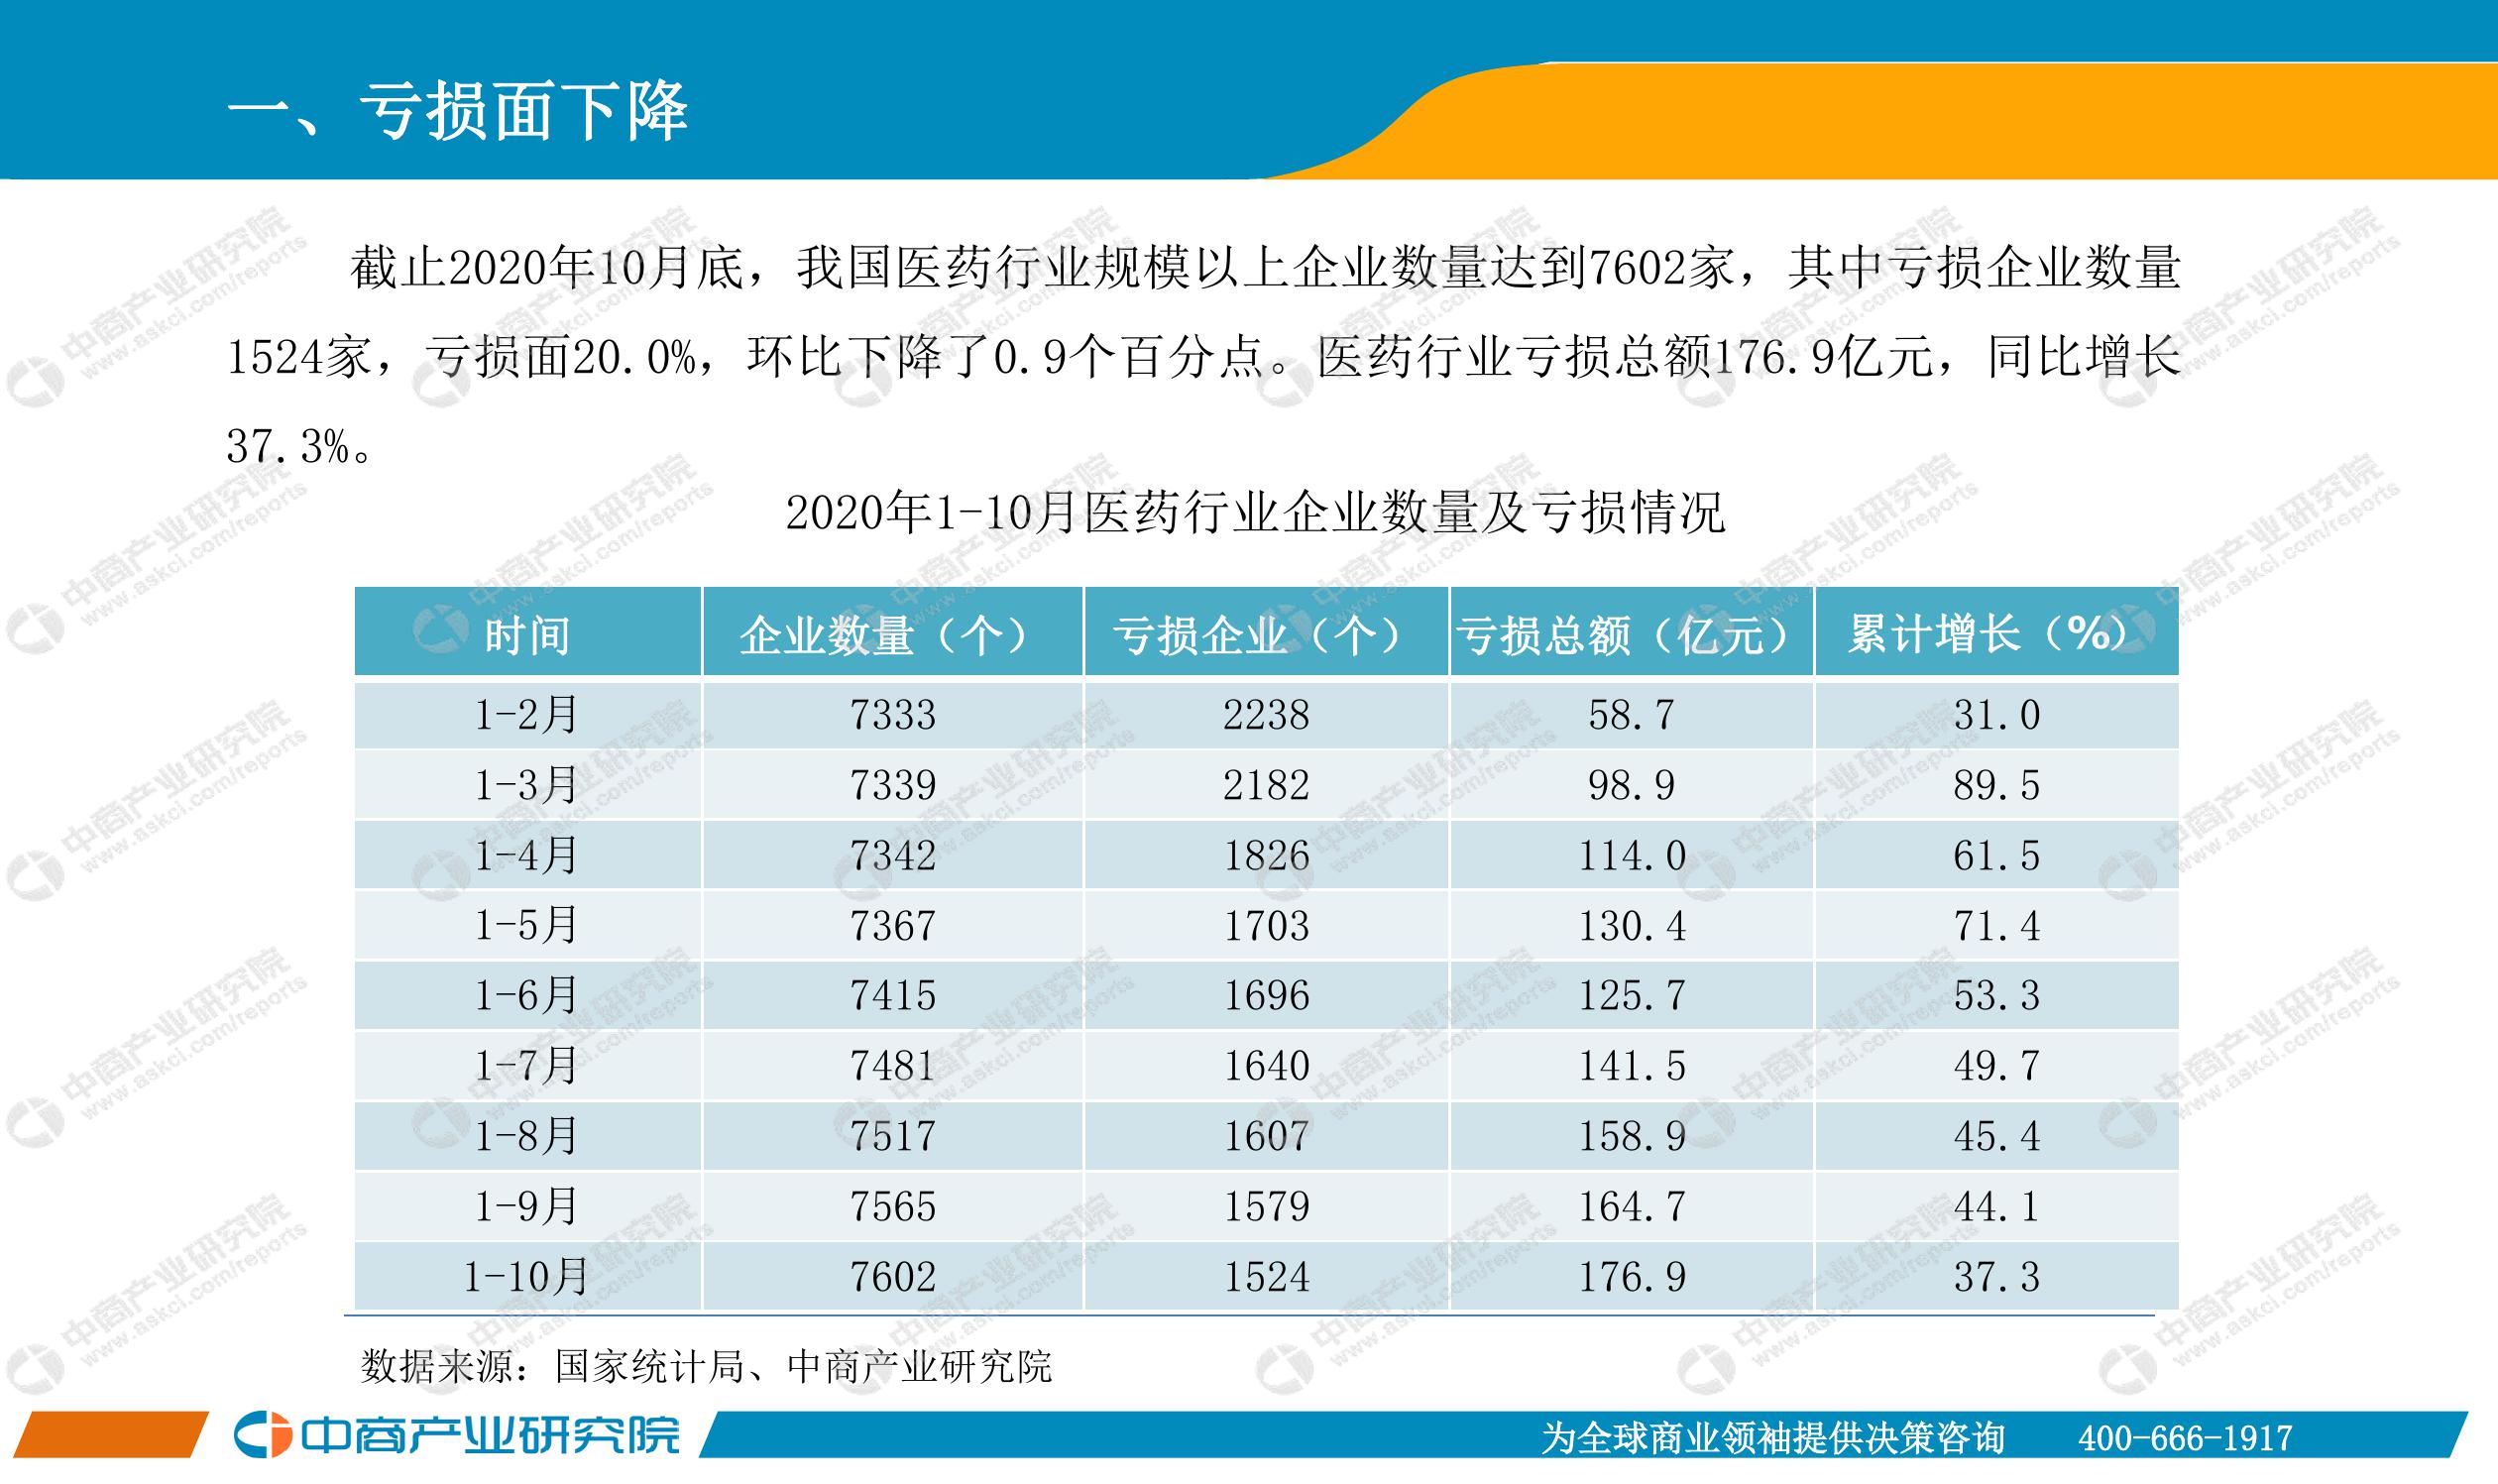 一、亏损面下降
截止2020年10月底，我国医药行业规模以上企业数量达到7602家，其中亏损企业数量
1524家，亏损面20.0%，环比下降了0.9个百分点。医药行业亏损总额176.9亿元，同比增长
37.3%。
2020年1-10月医药行业企业数量及亏损情况
时间 企业数量（个） 亏损企业（个） 亏损总额（亿元） 累计增长（%）
1-2月 7333 2238 58.7 31.0
1-3月 7339 2182 98.9 89.5
1-4月 7342 1826 114.0 61.5
1-5月 7367 1703 130.4 71.4
1-6月 7415 1696 125.7 53.3
1-7月 7481 1640 141.5 49.7
1-8月 7517 1607 158.9 45.4
1-9月 7565 1579 164.7 44.1
1-10月 7602 1524 176.9 37.3
数据来源：国家统计局、中商产业研究院
中商产业研究院 为全球商业领袖提供决策咨询 400-666-1917
中商产业研究院
www.askci.com/reports